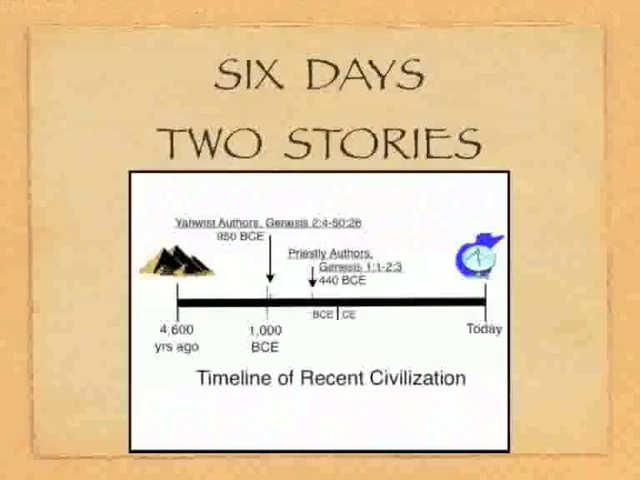 SIX DAYS
TWO STORIES
Yahwist Authors, Genesis 2:4-50:26
950 BCE
Priestly Authors,
Genesis 1:1-2:3
440 BCE
BCE CE
4,600
yrs ago
1,000
BCE
Today
Timeline of Recent Civilization